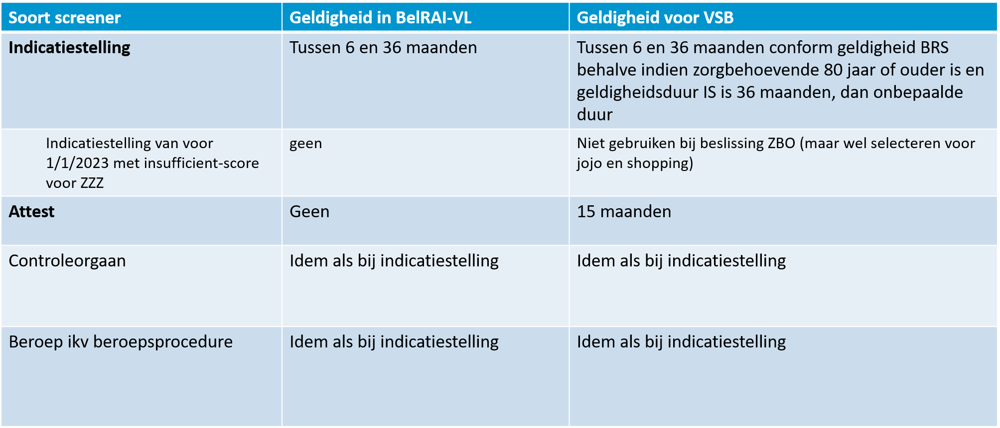 Soort screener
Geldigheid in BelRAI-VL
Geldigheid voor VSB
Indicatiestelling
Tussen 6 en 36 maanden
Tussen 6 en 36 maanden conform geldigheid BRS
behalve indien zorgbehoevende 80 jaar of ouder is en
geldigheidsduur IS is 36 maanden, dan onbepaalde
duur
Indicatiestelling van voor
1/1/2023 met insufficient-score
voor ZZZ
geen
Niet gebruiken bij beslissing ZBO (maar wel selecteren voor
jojo en shopping)
Attest
Geen
15 maanden
Controleorgaan
Idem als bij indicatiestelling
Idem als bij indicatiestelling
Beroep ikv beroepsprocedure
Idem als bij indicatiestelling
Idem als bij indicatiestelling